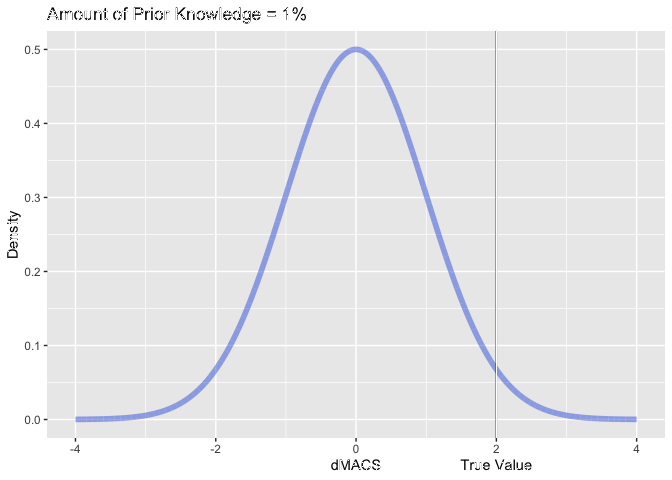 Amount of Prior Knowledge = 1%
Density
0.5
0.4
0.3
0.2
0.1
0.0
-4 -2 0 2 4
dMACS True Value